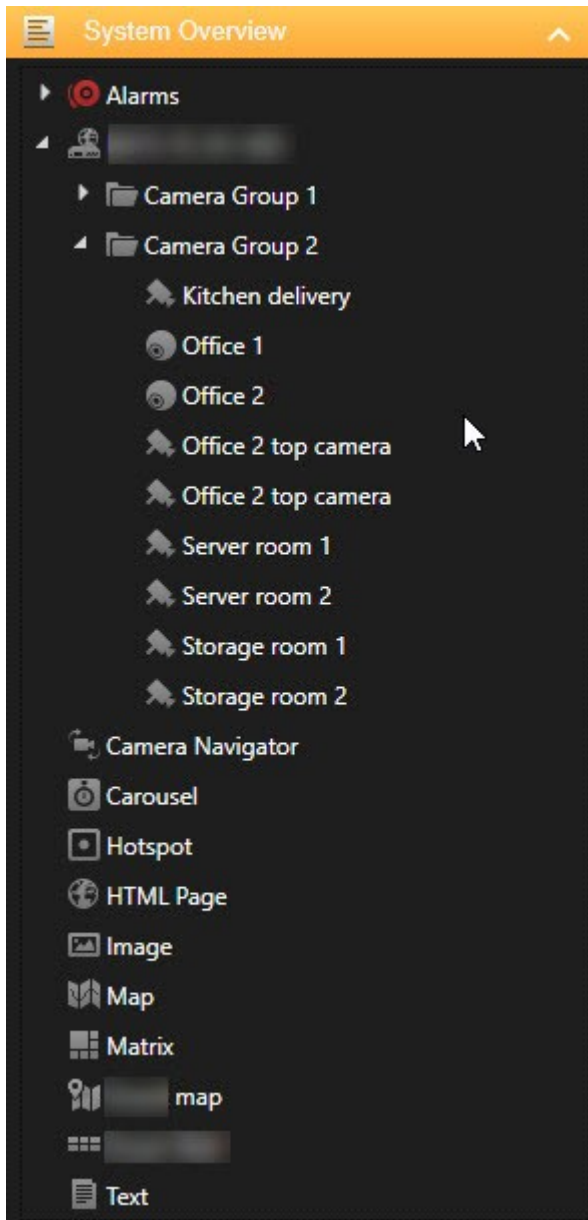 System Overview
Alarms
Camera Group 1
Camera Group 2
Kitchen delivery
Office 1
Office 2
Office 2 top camera
Office 2 top camera
Server room 1
Server room 2
Storage room 1
Storage room 2
Camera Navigator
Carousel
Hotspot
HTML Page
Image
Map
Matrix
map
Text